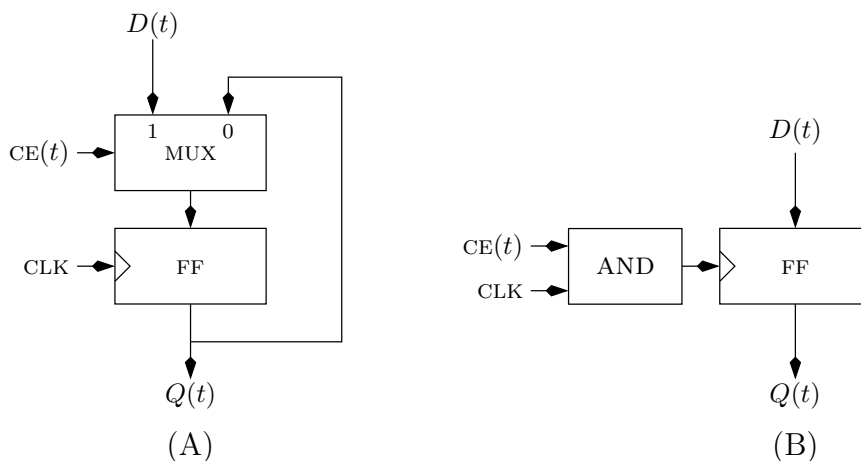 D(t)
1 0
CE(t)
MUX
CLK
FF
Q(t)
(A)
D(t)
CE(t)
CLK
AND
FF
Q(t)
(B)